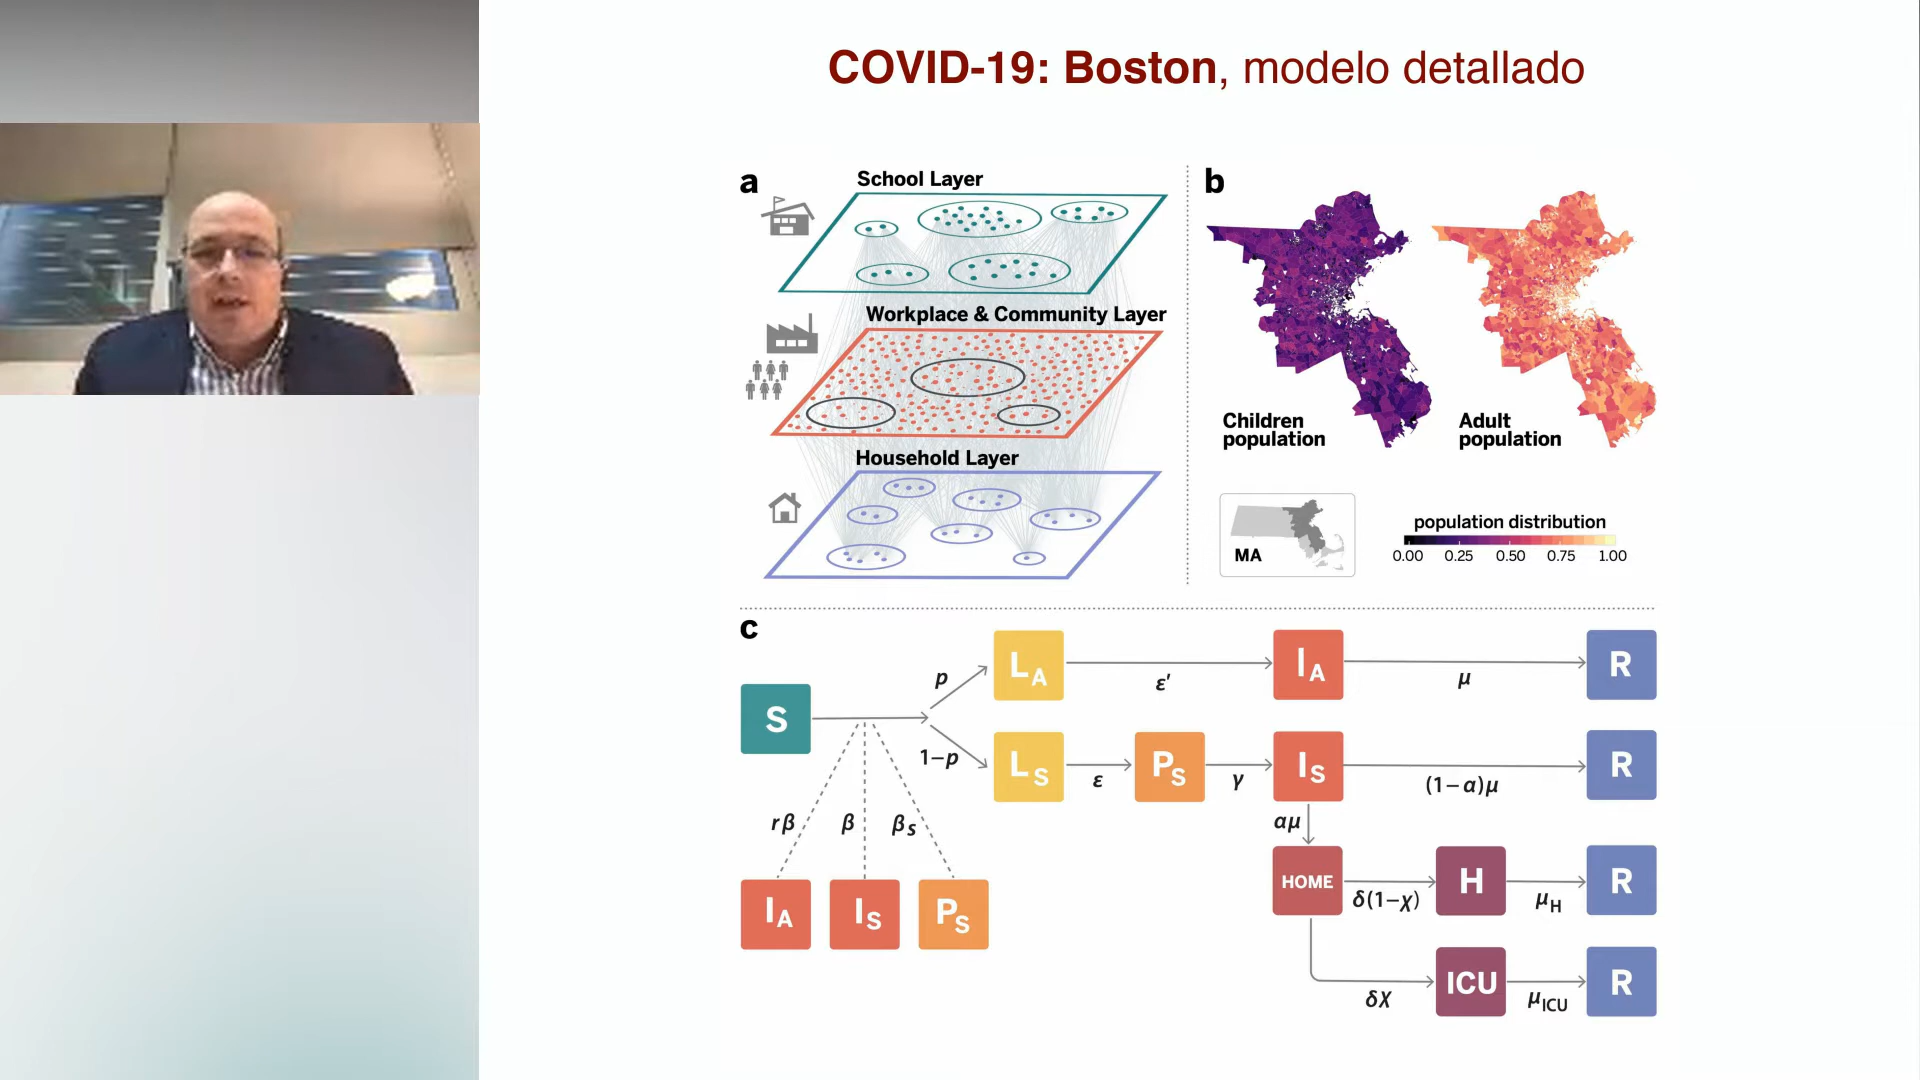 COVID-19: Boston, modelo detallado
a
School Layer
Workplace & Community Layer
Household Layer
b
Children
population
Adult
population
MA
population distribution
0.00 0.25 0.50 0.75 1.00
c
S
p
1−p
L_A
ε'
I_A
μ
R
L_S
ε
P_S
γ
I_S
(1−α)μ
R
αμ
rβ
β
β_S
I_A
I_S
P_S
HOME
δ(1−χ)
H
μ_H
R
δχ
ICU
μ_ICU
R